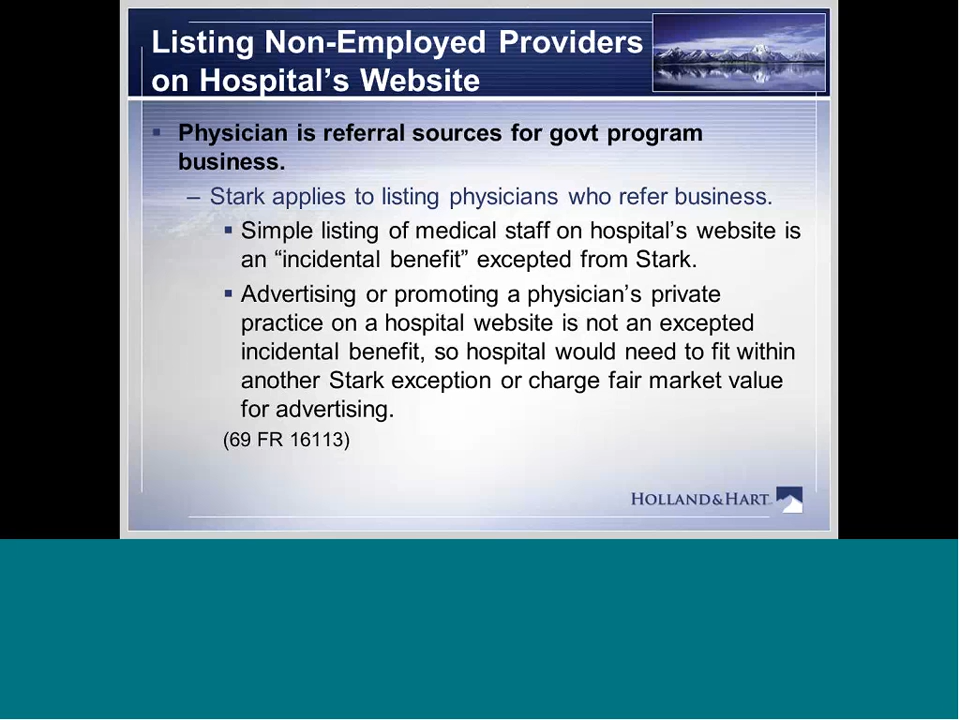 Listing Non-Employed Providers
on Hospital’s Website
▪ Physician is referral sources for govt program
business.
– Stark applies to listing physicians who refer business.
▪ Simple listing of medical staff on hospital’s website is
an “incidental benefit” excepted from Stark.
▪ Advertising or promoting a physician’s private
practice on a hospital website is not an excepted
incidental benefit, so hospital would need to fit within
another Stark exception or charge fair market value
for advertising.
(69 FR 16113)
HOLLAND&HART